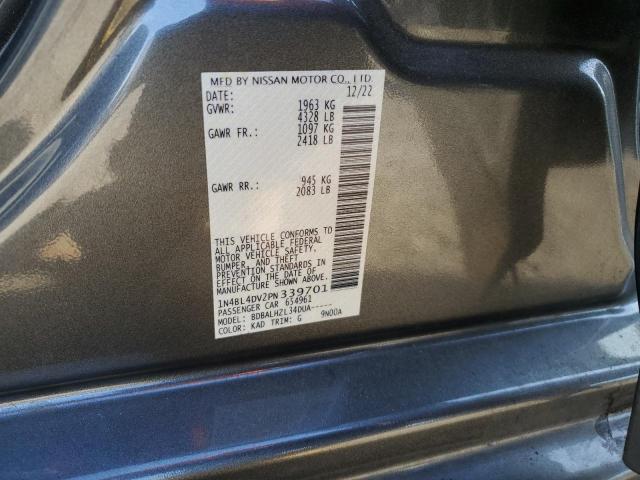 MFD BY NISSAN MOTOR CO., LTD.
DATE: 12/22
GVWR: 1963 KG
4328 LB
GAWR FR.: 1097 KG
2418 LB
GAWR RR.: 945 KG
2083 LB
THIS VEHICLE CONFORMS TO
ALL APPLICABLE FEDERAL
MOTOR VEHICLE SAFETY,
BUMPER, AND THEFT
PREVENTION STANDARDS IN
EFFECT ON THE DATE OF
MANUFACTURE SHOWN ABOVE.
1N4BL4DV2PN339701
PASSENGER CAR 654961
MODEL: BDBALHZL34DUA-----
COLOR: KAD TRIM: G 9N00A